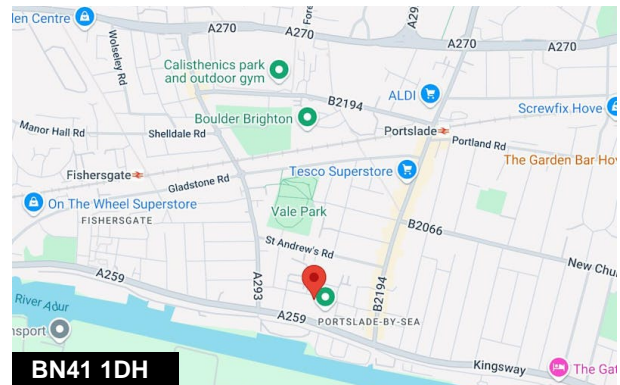 len Centre
A270
A270
A29
A270
A270
Wolseley Rd
Fore
Calisthenics park
and outdoor gym
ALDI
B2194
Screwfix Hove
Boulder Brighton
Manor Hall Rd
Shelldale Rd
Portslade
Portland Rd
The Garden Bar Hov
Fishersgate
Gladstone Rd
Tesco Superstore
On The Wheel Superstore
FISHERSGATE
Vale Park
B2066
St Andrew's Rd
New Chur
A259
A293
B2194
River Adur
A259
PORTSLADE-BY-SEA
nsport
Kingsway
The Gat
BN41 1DH